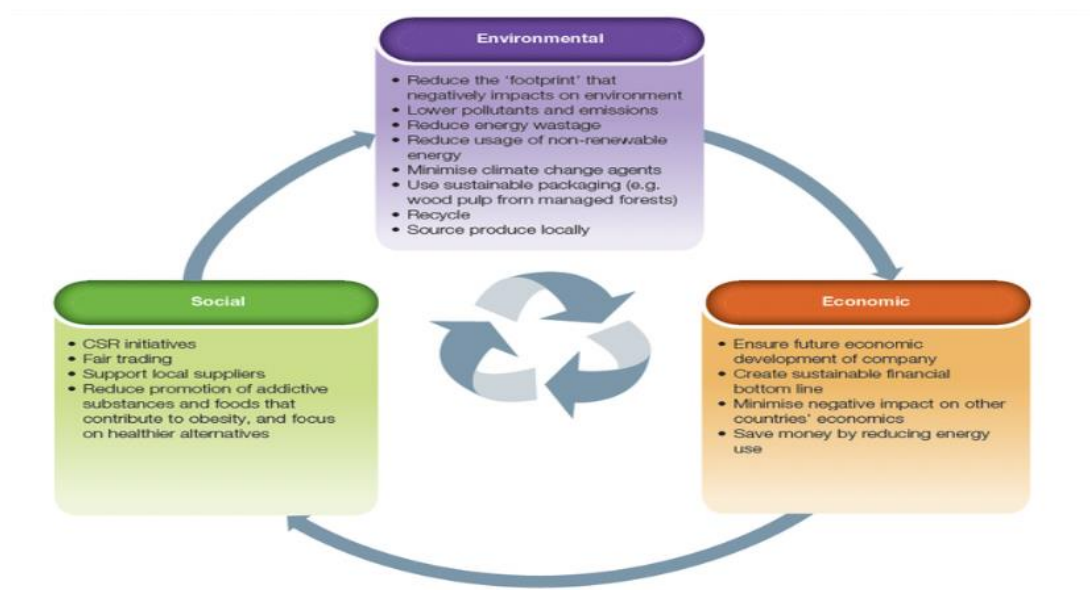 Environmental
• Reduce the ‘footprint’ that
negatively impacts on environment
• Lower pollutants and emissions
• Reduce energy wastage
• Reduce usage of non-renewable
energy
• Minimise climate change agents
• Use sustainable packaging (e.g.
wood pulp from managed forests)
• Recycle
• Source produce locally
Social
• CSR initiatives
• Fair trading
• Support local suppliers
• Reduce promotion of addictive
substances and foods that
contribute to obesity, and focus
on healthier alternatives
Economic
• Ensure future economic
development of company
• Create sustainable financial
bottom line
• Minimise negative impact on other
countries’ economics
• Save money by reducing energy
use